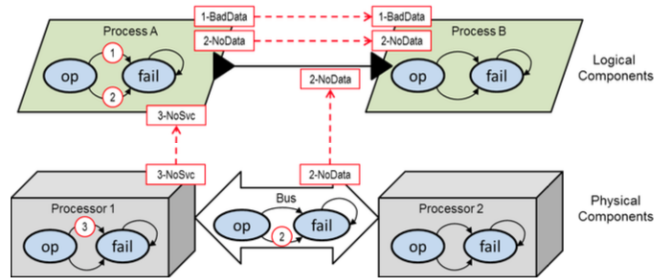 1-BadData
1-BadData
Process A
Process B
2-NoData
2-NoData
1
op
fail
2
op
fail
Logical
Components
2-NoData
3-NoSvc
3-NoSvc
2-NoData
Processor 1
Bus
Processor 2
3
op
fail
op
fail
2
op
fail
Physical
Components